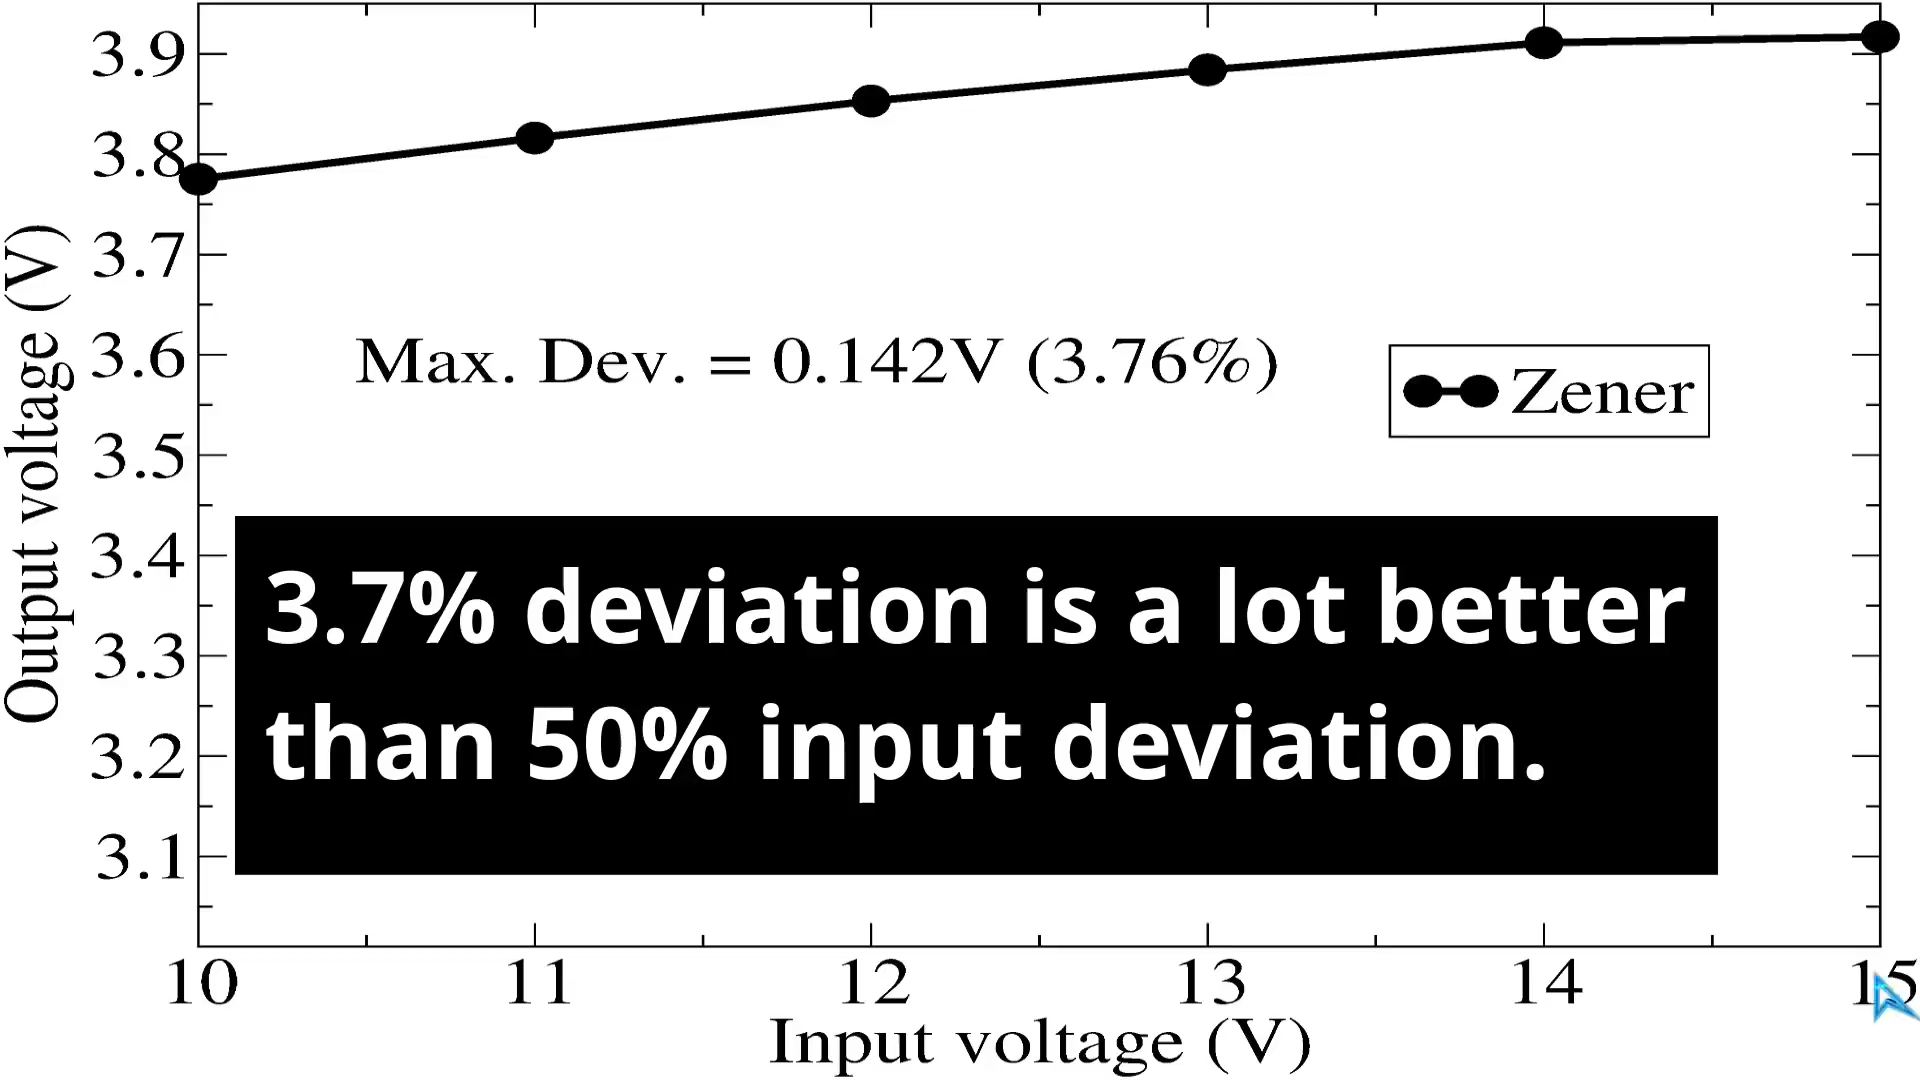 3.9
3.8
3.7
3.6
3.5
3.4
3.3
3.2
3.1
Output voltage (V)
Max. Dev. = 0.142V (3.76%)
Zener
3.7% deviation is a lot better
than 50% input deviation.
10 11 12 13 14 15
Input voltage (V)